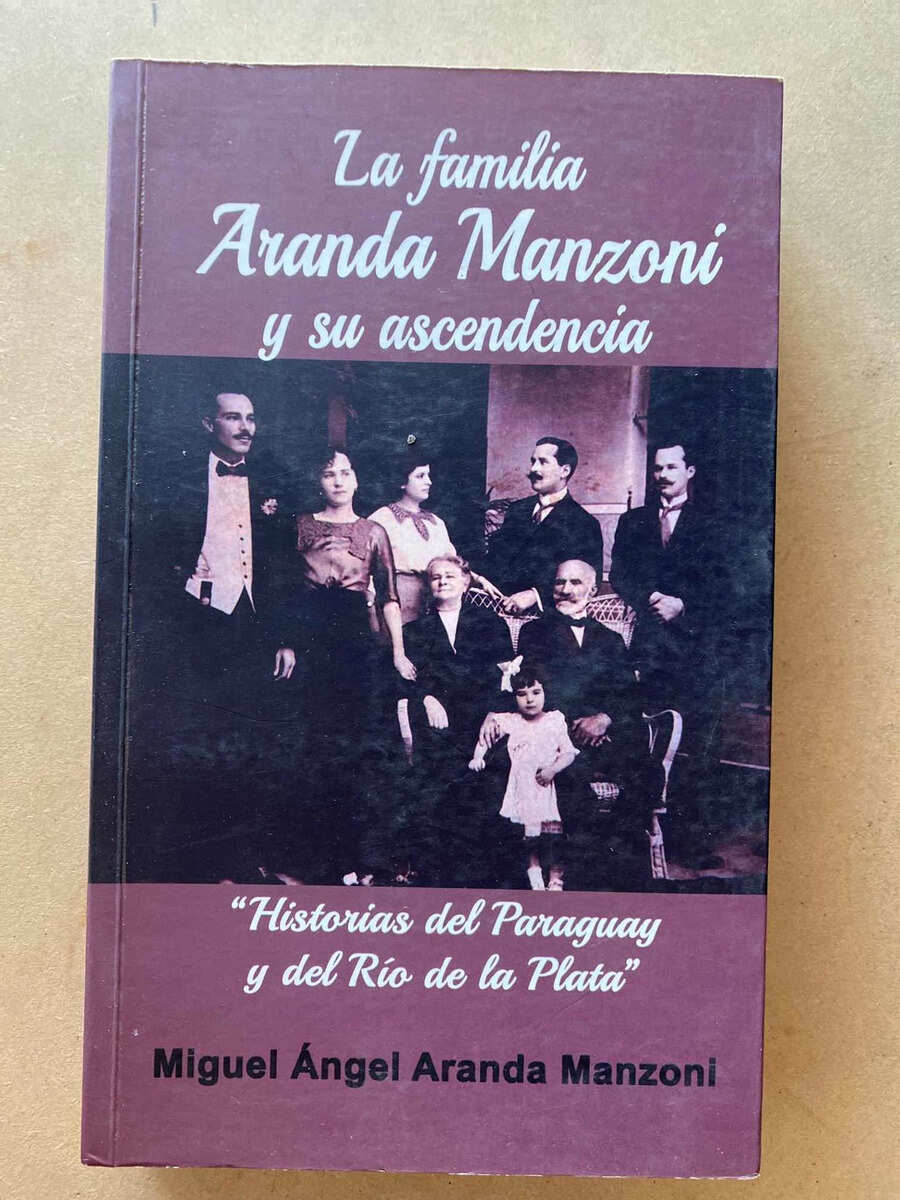 La familia
Aranda Manzoni
y su ascendencia
“Historias del Paraguay
y del Río de la Plata”
Miguel Ángel Aranda Manzoni